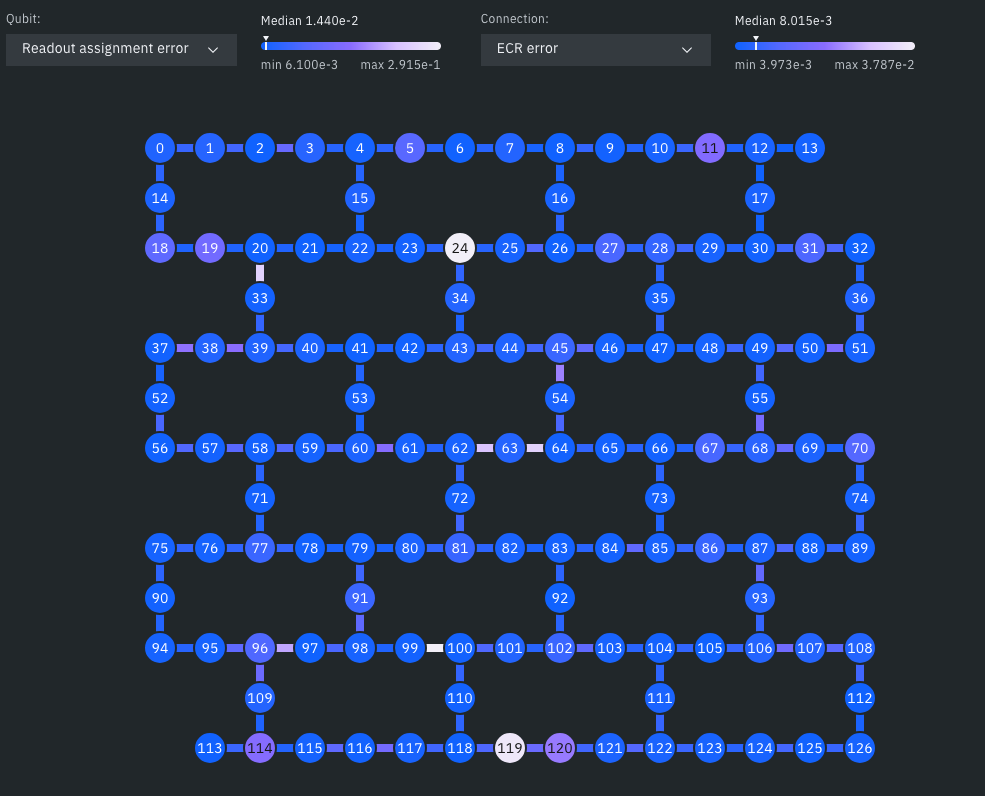 Qubit:
Median 1.440e-2
Connection:
Median 8.015e-3
Readout assignment error
ECR error
min 6.100e-3 max 2.915e-1
min 3.973e-3 max 3.787e-2
0 1 2 3 4 5 6 7 8 9 10 11 12 13
14 15 16 17
18 19 20 21 22 23 24 25 26 27 28 29 30 31 32
33 34 35 36
37 38 39 40 41 42 43 44 45 46 47 48 49 50 51
52 53 54 55
56 57 58 59 60 61 62 63 64 65 66 67 68 69 70
71 72 73 74
75 76 77 78 79 80 81 82 83 84 85 86 87 88 89
90 91 92 93
94 95 96 97 98 99 100 101 102 103 104 105 106 107 108
109 110 111 112
113 114 115 116 117 118 119 120 121 122 123 124 125 126